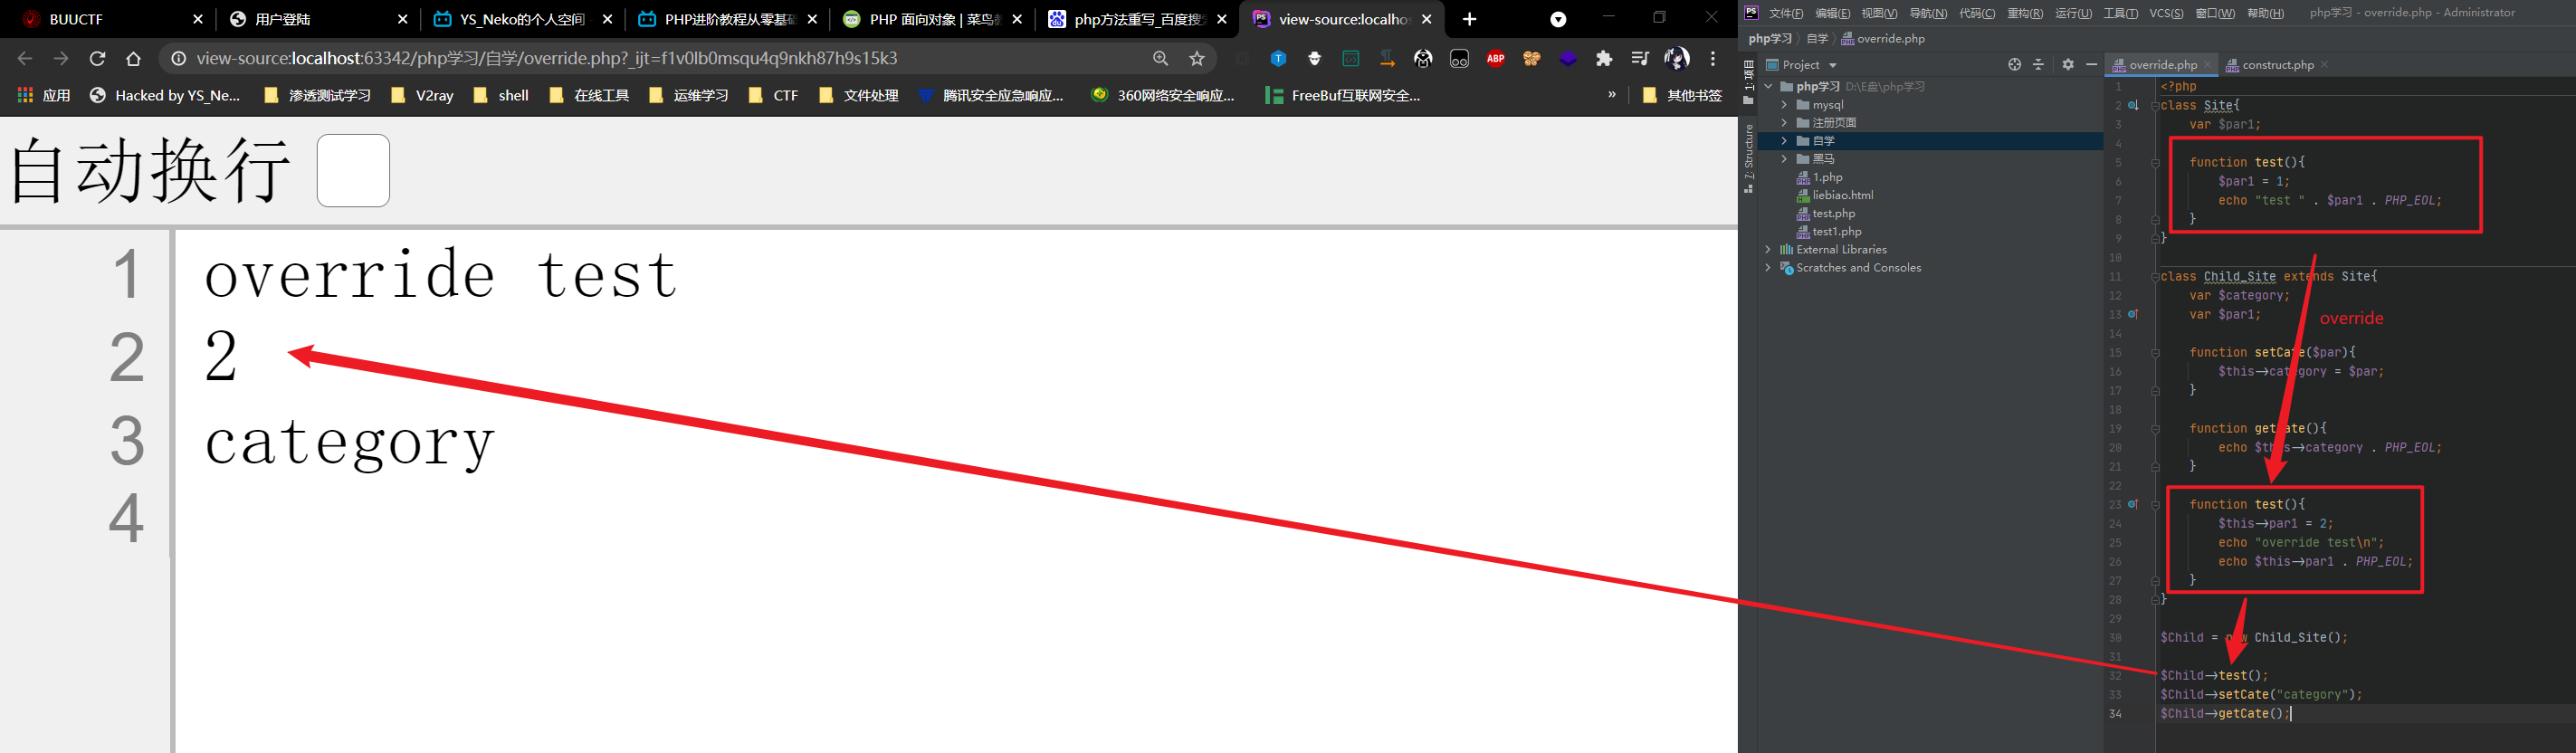 BUUCTF
用户登陆
YS_Neko的个人空间
PHP进阶教程从零基础
PHP 面向对象 | 菜鸟教
php方法重写_百度搜索
view-source:localhos
文件(F) 编辑(E) 视图(V) 导航(N) 代码(C) 重构(R) 运行(U) 工具(T) VCS(S) 窗口(W) 帮助(H) php学习 - override.php - Administrator
view-source:localhost:63342/php学习/自学/override.php?_ijt=f1v0lb0msqu4q9nkh87h9s15k3
php学习 自学 override.php
应用 Hacked by YS_Ne... 渗透测试学习 V2ray shell 在线工具 运维学习 CTF 文件处理 腾讯安全应急响应... 360网络安全响应... FreeBuf互联网安全... » 其他书签
自动换行
1 override test
2 2
3 category
4
1: 项目
7: Structure
Project
php学习 D:\E盘\php学习
mysql
注册页面
自学
黑马
1.php
liebiao.html
test.php
test1.php
External Libraries
Scratches and Consoles
override.php construct.php
1 <?php
2 class Site{
3 var $par1;
4
5 function test(){
6 $par1 = 1;
7 echo "test " . $par1 . PHP_EOL;
8 }
9 }
10
11 class Child_Site extends Site{
12 var $category;
13 var $par1;
override
14
15 function setCate($par){
16 $this->category = $par;
17 }
18
19 function getCate(){
20 echo $this->category . PHP_EOL;
21 }
22
23 function test(){
24 $this->par1 = 2;
25 echo "override test\n";
26 echo $this->par1 . PHP_EOL;
27 }
28 }
29
30 $Child = new Child_Site();
31
32 $Child->test();
33 $Child->setCate("category");
34 $Child->getCate();